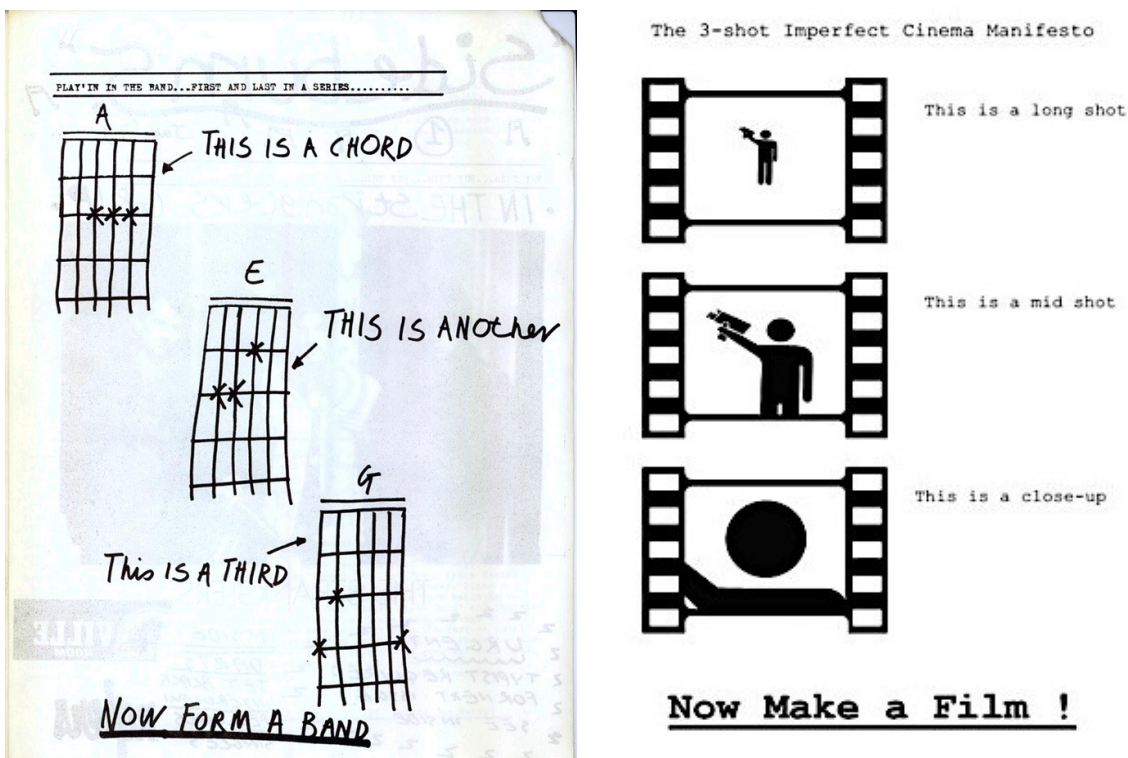 PLAY'IN IN THE BAND...FIRST AND LAST IN A SERIES..........
A
THIS IS A CHORD
E
THIS IS ANOther
G
This IS A THIRD
NOW FORM A BAND
The 3-shot Imperfect Cinema Manifesto
This is a long shot
This is a mid shot
This is a close-up
Now Make a Film !